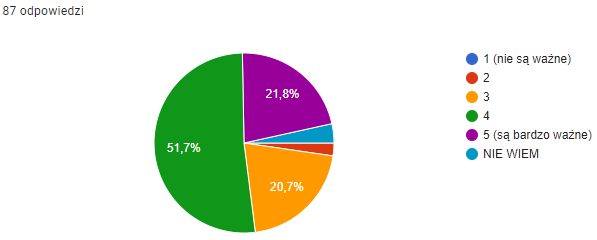 87 odpowiedzi
1 (nie są ważne)
2
3
4
5 (są bardzo ważne)
NIE WIEM
21,8%
51,7%
20,7%